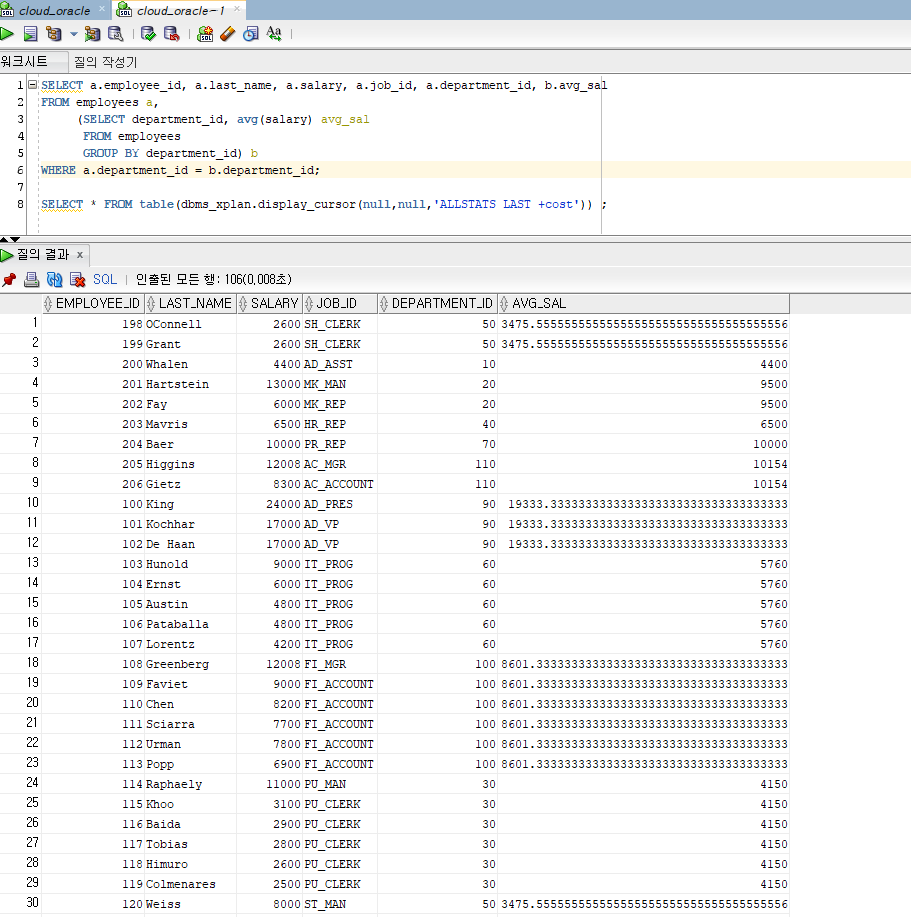 cloud_oracle × cloud_oracle~1 ×
워크시트 질의 작성기
1 SELECT a.employee_id, a.last_name, a.salary, a.job_id, a.department_id, b.avg_sal
2 FROM employees a,
3 (SELECT department_id, avg(salary) avg_sal
4 FROM employees
5 GROUP BY department_id) b
6 WHERE a.department_id = b.department_id;
7
8 SELECT * FROM table(dbms_xplan.display_cursor(null,null,'ALLSTATS LAST +cost')) ;
질의 결과 x
SQL | 인출된 모든 행: 106(0,008초)
EMPLOYEE_ID LAST_NAME SALARY JOB_ID DEPARTMENT_ID AVG_SAL
1 198 OConnell 2600 SH_CLERK 50 3475.555555555555555555555555555555555556
2 199 Grant 2600 SH_CLERK 50 3475.555555555555555555555555555555555556
3 200 Whalen 4400 AD_ASST 10 4400
4 201 Hartstein 13000 MK_MAN 20 9500
5 202 Fay 6000 MK_REP 20 9500
6 203 Mavris 6500 HR_REP 40 6500
7 204 Baer 10000 PR_REP 70 10000
8 205 Higgins 12008 AC_MGR 110 10154
9 206 Gietz 8300 AC_ACCOUNT 110 10154
10 100 King 24000 AD_PRES 90 19333.3333333333333333333333333333333333
11 101 Kochhar 17000 AD_VP 90 19333.3333333333333333333333333333333333
12 102 De Haan 17000 AD_VP 90 19333.3333333333333333333333333333333333
13 103 Hunold 9000 IT_PROG 60 5760
14 104 Ernst 6000 IT_PROG 60 5760
15 105 Austin 4800 IT_PROG 60 5760
16 106 Pataballa 4800 IT_PROG 60 5760
17 107 Lorentz 4200 IT_PROG 60 5760
18 108 Greenberg 12008 FI_MGR 100 8601.333333333333333333333333333333333333
19 109 Faviet 9000 FI_ACCOUNT 100 8601.333333333333333333333333333333333333
20 110 Chen 8200 FI_ACCOUNT 100 8601.333333333333333333333333333333333333
21 111 Sciarra 7700 FI_ACCOUNT 100 8601.333333333333333333333333333333333333
22 112 Urman 7800 FI_ACCOUNT 100 8601.333333333333333333333333333333333333
23 113 Popp 6900 FI_ACCOUNT 100 8601.333333333333333333333333333333333333
24 114 Raphaely 11000 PU_MAN 30 4150
25 115 Khoo 3100 PU_CLERK 30 4150
26 116 Baida 2900 PU_CLERK 30 4150
27 117 Tobias 2800 PU_CLERK 30 4150
28 118 Himuro 2600 PU_CLERK 30 4150
29 119 Colmenares 2500 PU_CLERK 30 4150
30 120 Weiss 8000 ST_MAN 50 3475.555555555555555555555555555555555556